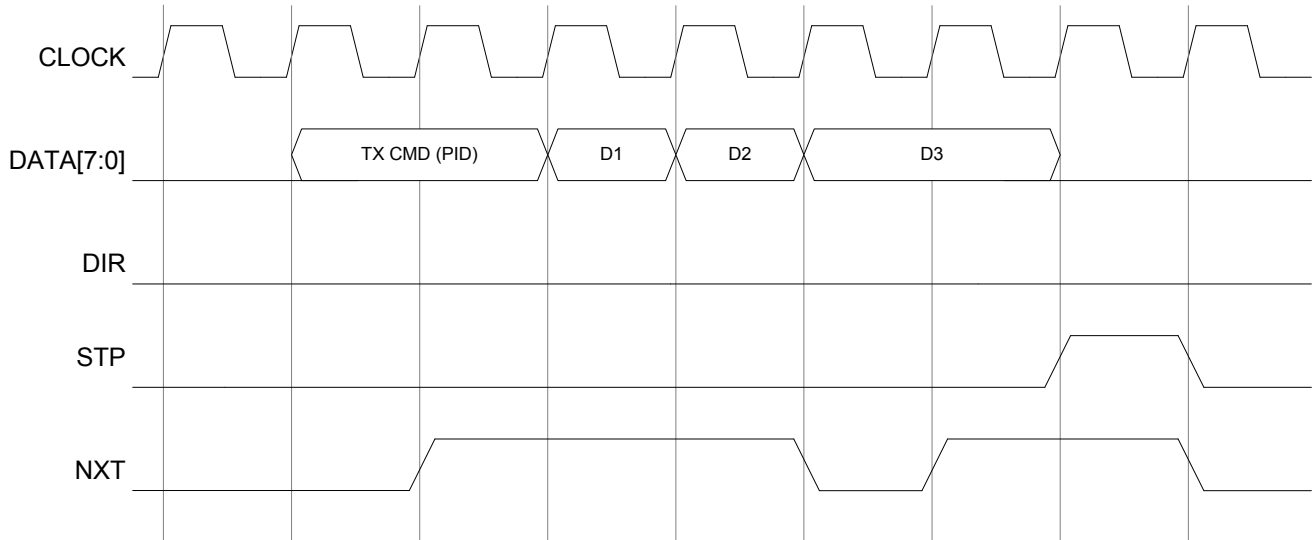 CLOCK
DATA[7:0]
TX CMD (PID)
D1
D2
D3
DIR
STP
NXT